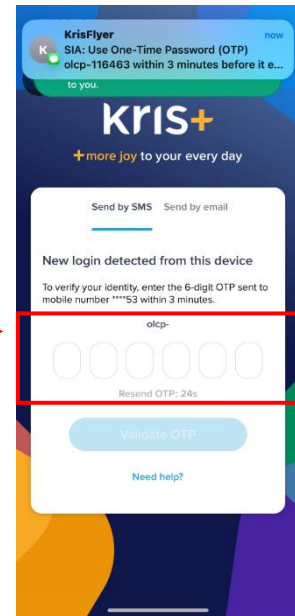 KrisFlyer now
K
SIA: Use One-Time Password (OTP)
olcp-116463 within 3 minutes before it e...
to you.
kris+
+more joy to your every day
Send by SMS Send by email
New login detected from this device
To verify your identity, enter the 6-digit OTP sent to
mobile number ****53 within 3 minutes.
olcp-
Resend OTP: 24s
Validate OTP
Need help?